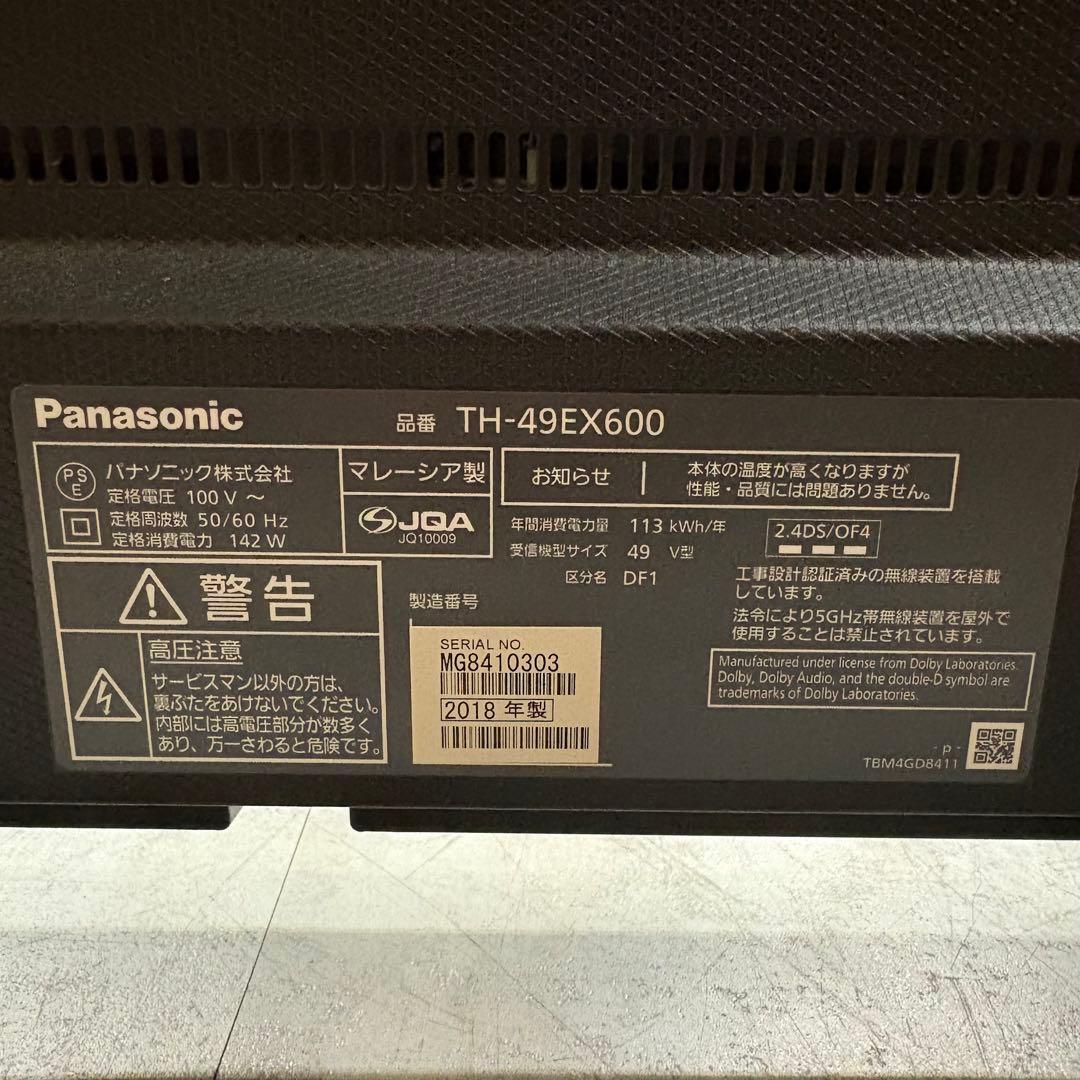 Panasonic
品番 TH-49EX600
PS
E
パナソニック株式会社
定格電圧 100 V ～
定格周波数 50/60 Hz
定格消費電力 142 W
マレーシア製
JQA
JQ10009
お知らせ
本体の温度が高くなりますが
性能・品質には問題ありません。
年間消費電力量 113 kWh/年
受信機型サイズ 49 V型
区分名 DF1
2.4DS/OF4
工事設計認証済みの無線装置を搭載
しています。
法令により5GHz帯無線装置を屋外で
使用することは禁止されています。
警告
高圧注意
サービスマン以外の方は、
裏ぶたをあけないでください。
内部には高電圧部分が数多く
あり、万一さわると危険です。
製造番号
SERIAL NO.
MG8410303
2018 年製
Manufactured under license from Dolby Laboratories.
Dolby, Dolby Audio, and the double-D symbol are
trademarks of Dolby Laboratories.
- p -
TBM4GD8411